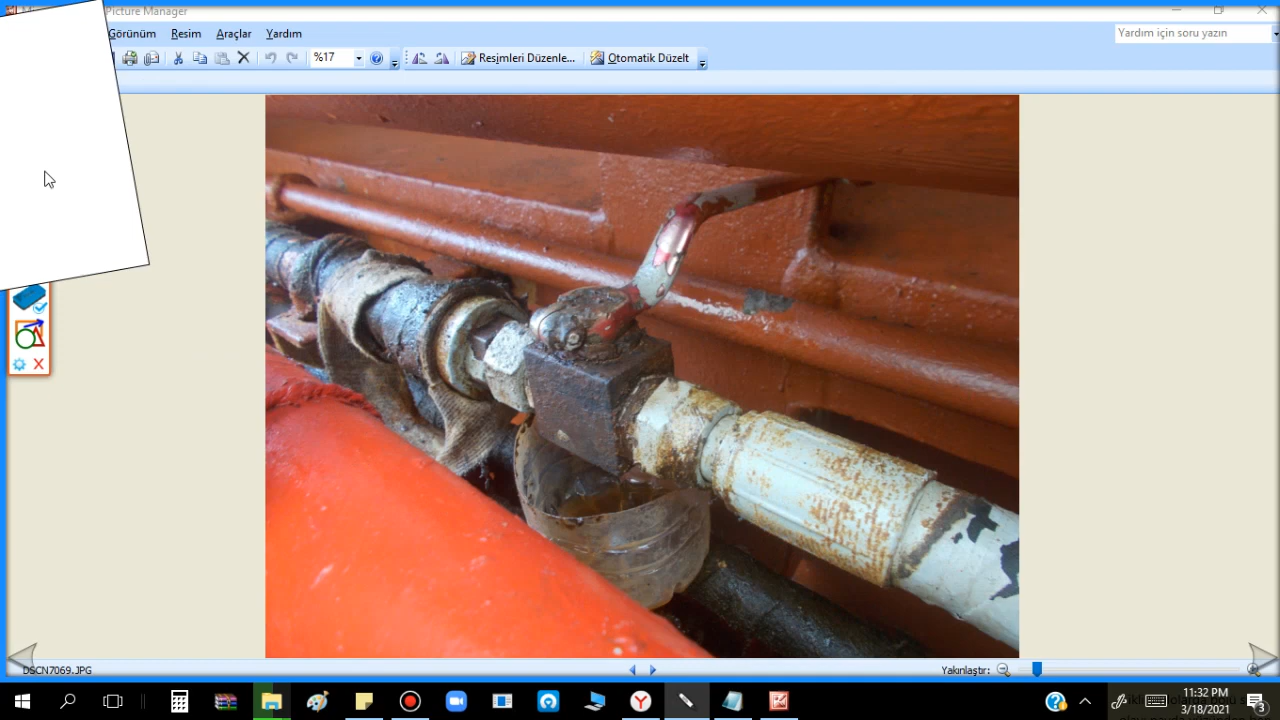 Picture Manager
Görünüm Resim Araçlar Yardım
Yardım için soru yazın
%17
Resimleri Düzenle... Otomatik Düzelt
DSCN7069.JPG
Yakınlaştır:
11:32 PM
3/18/2021
3